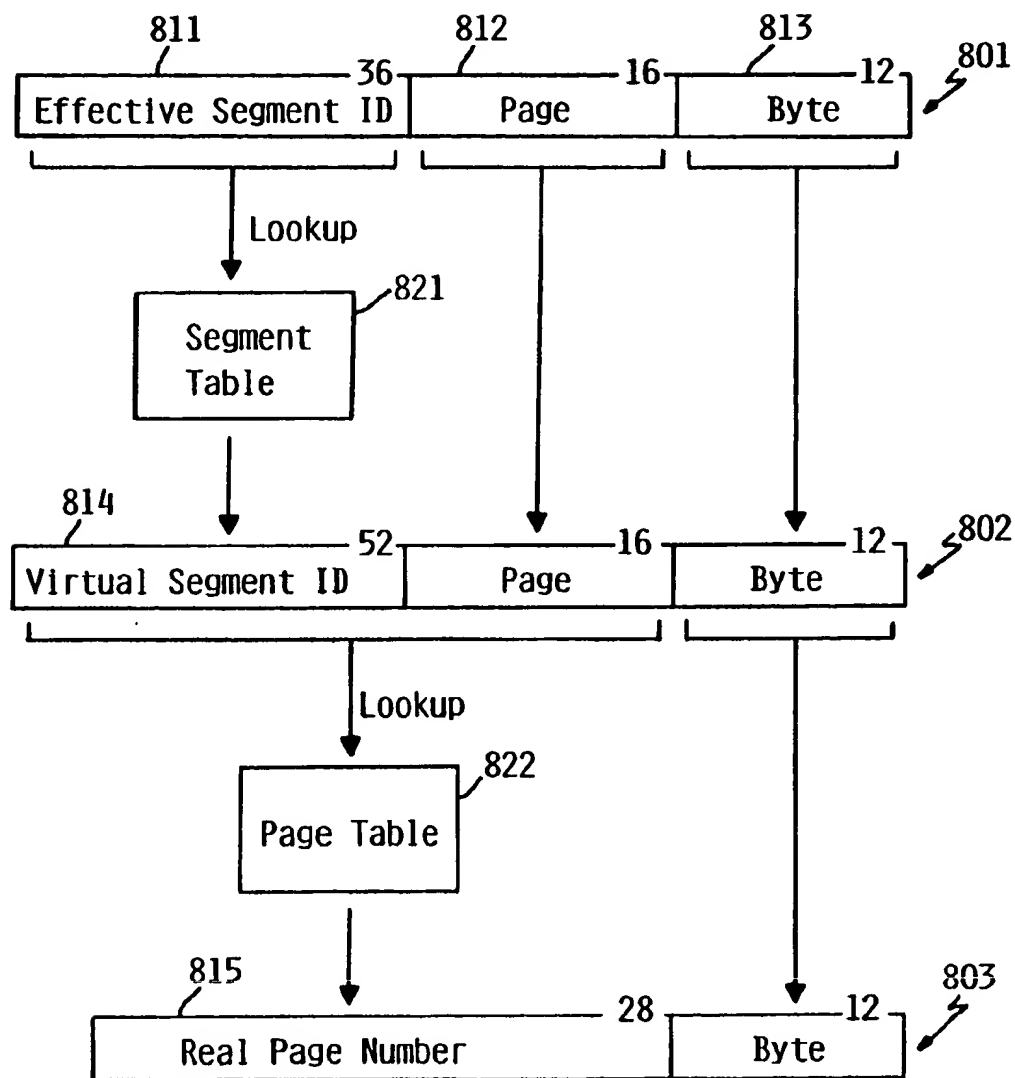 811 812 813
36 16 12 801
Effective Segment ID Page Byte
Lookup
821
Segment
Table
814
52 16 12 802
Virtual Segment ID Page Byte
Lookup
822
Page Table
815 803
28 12
Real Page Number Byte